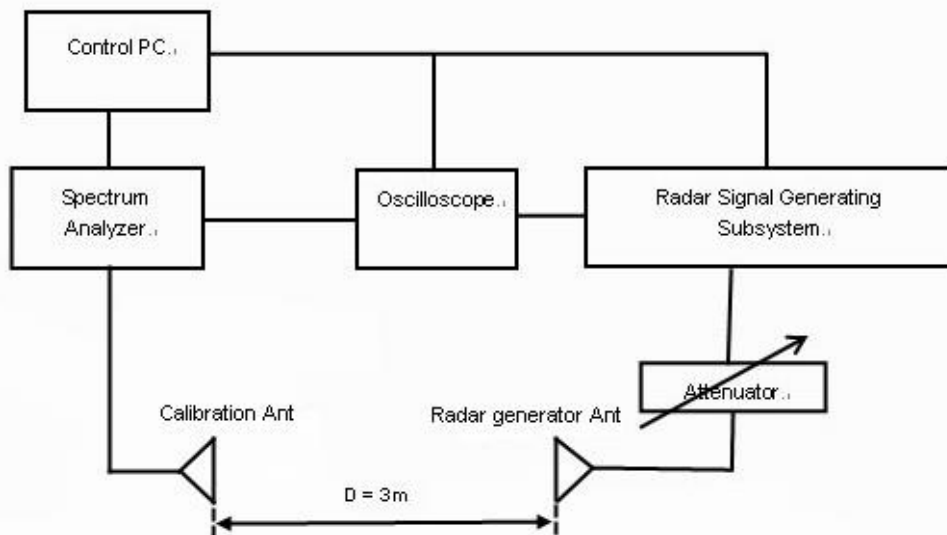 Control PC.
Spectrum
Analyzer.
Oscilloscope.
Radar Signal Generating
Subsystem.
Attenuator.
Calibration Ant
Radar generator Ant
D = 3m